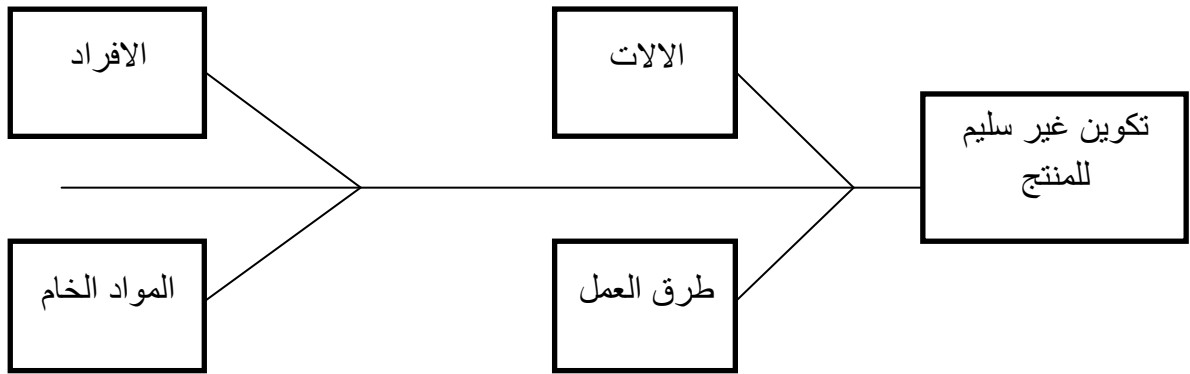 الافراد
الالات
تكوين غير سليم
للمنتج
المواد الخام
طرق العمل